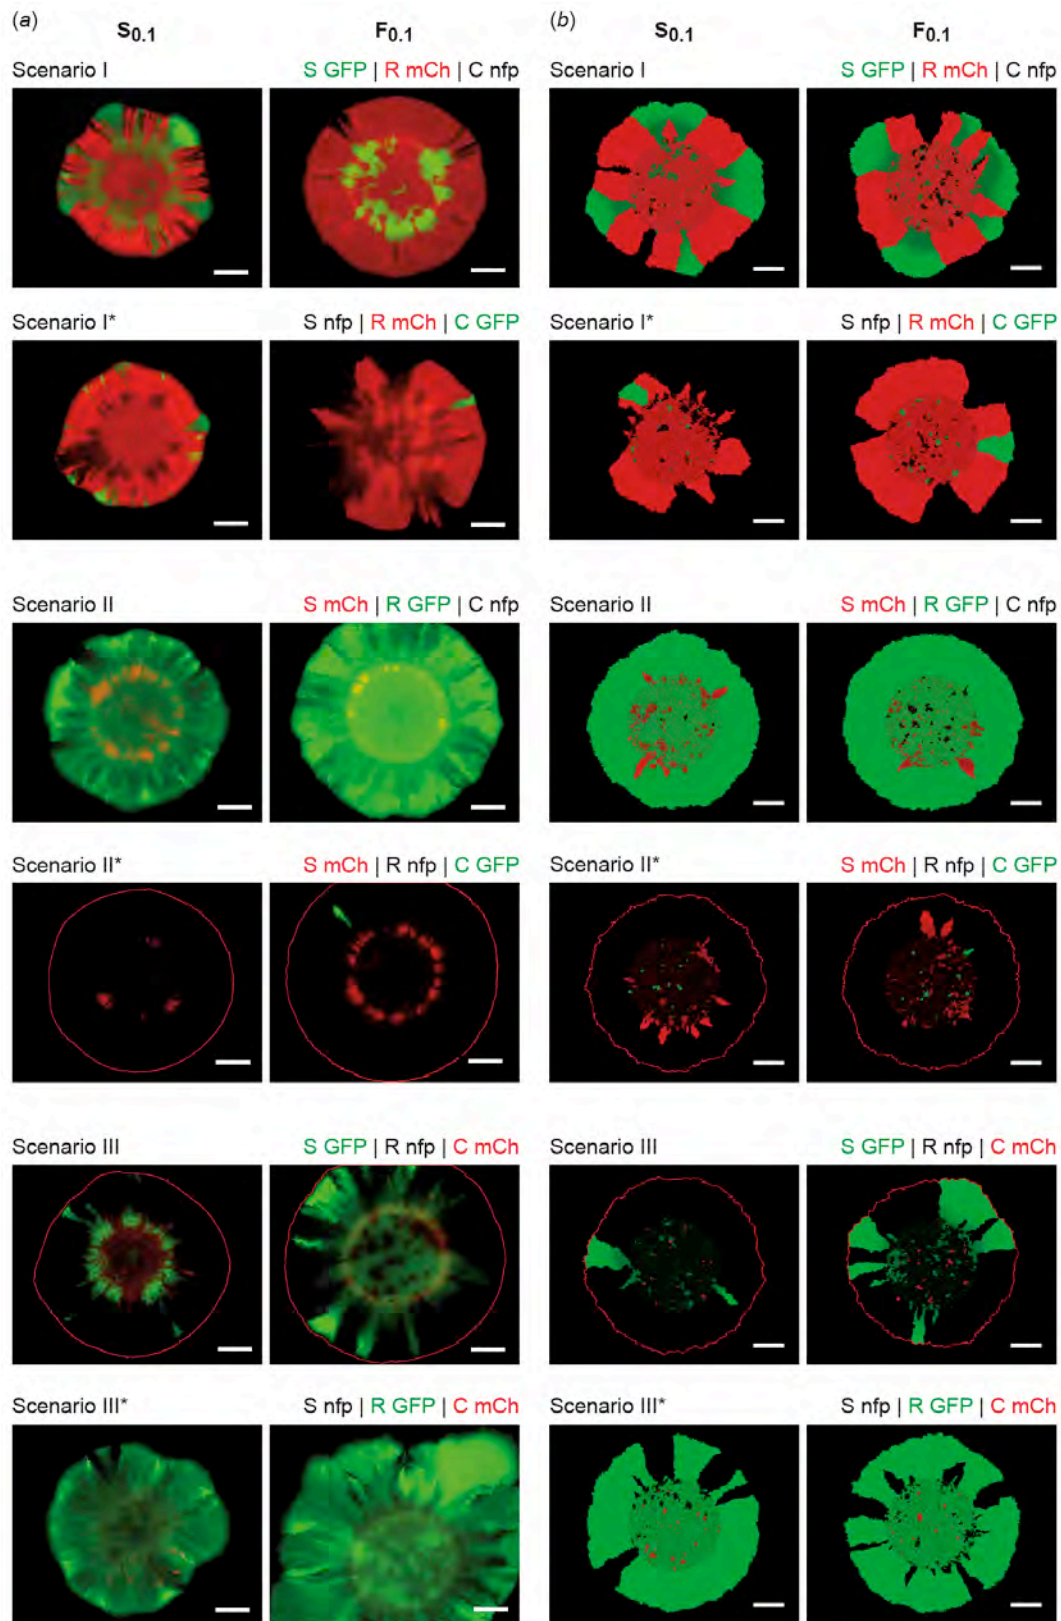 (a) S0.1 F0.1 (b) S0.1 F0.1
Scenario I S GFP | R mCh | C nfp Scenario I S GFP | R mCh | C nfp
Scenario I* S nfp | R mCh | C GFP Scenario I* S nfp | R mCh | C GFP
Scenario II S mCh | R GFP | C nfp Scenario II S mCh | R GFP | C nfp
Scenario II* S mCh | R nfp | C GFP Scenario II* S mCh | R nfp | C GFP
Scenario III S GFP | R nfp | C mCh Scenario III S GFP | R nfp | C mCh
Scenario III* S nfp | R GFP | C mCh Scenario III* S nfp | R GFP | C mCh